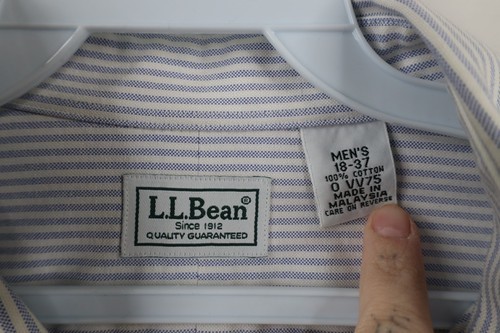 L.L.Bean®
Since 1912
QUALITY GUARANTEED
MEN'S
18-37
100% COTTON
0 VV75
MADE IN
MALAYSIA
CARE ON REVERSE